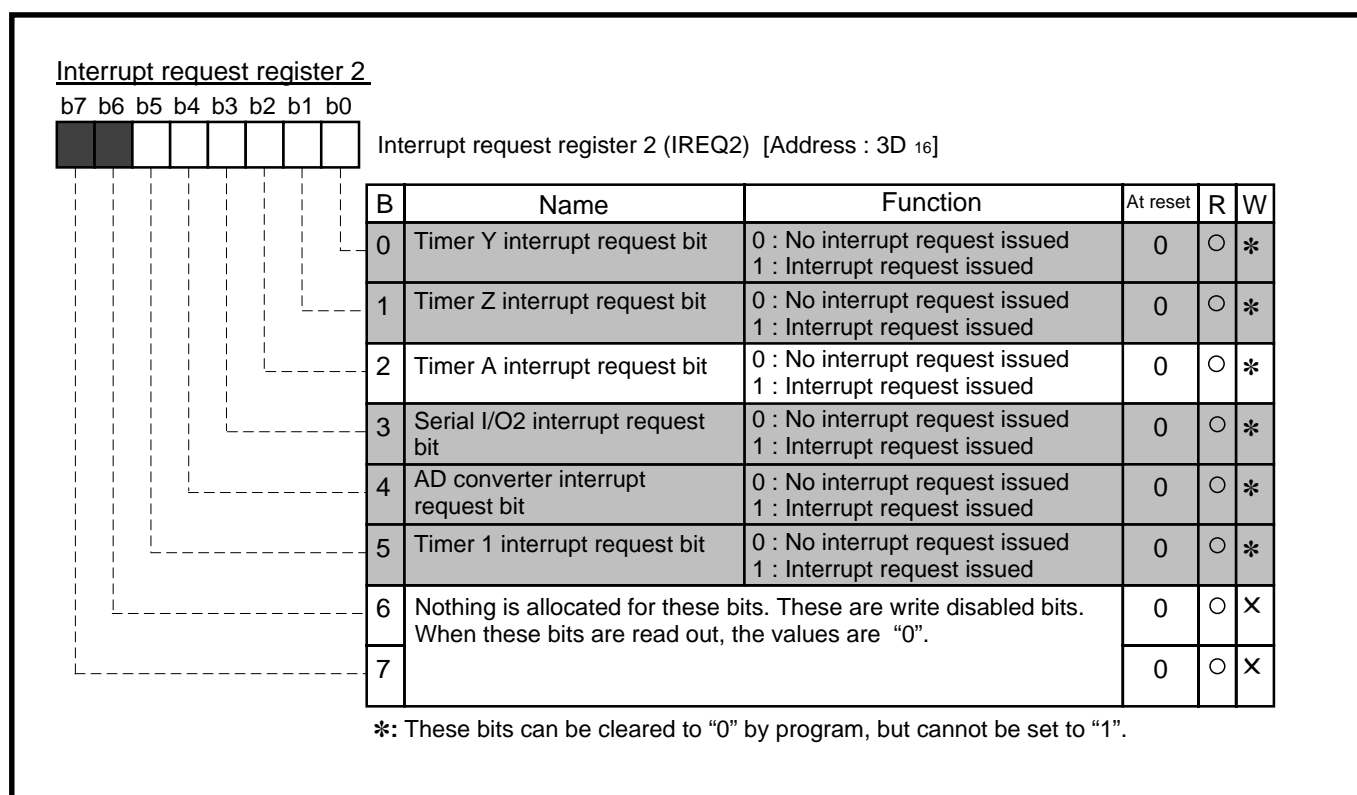 Interrupt request register 2
b7 b6 b5 b4 b3 b2 b1 b0
Interrupt request register 2 (IREQ2) [Address : 3D 16]
B Name Function At reset R W
0 Timer Y interrupt request bit 0 : No interrupt request issued 0 ○ ✻
1 : Interrupt request issued
1 Timer Z interrupt request bit 0 : No interrupt request issued 0 ○ ✻
1 : Interrupt request issued
2 Timer A interrupt request bit 0 : No interrupt request issued 0 ○ ✻
1 : Interrupt request issued
3 Serial I/O2 interrupt request 0 : No interrupt request issued 0 ○ ✻
bit 1 : Interrupt request issued
4 AD converter interrupt 0 : No interrupt request issued 0 ○ ✻
request bit 1 : Interrupt request issued
5 Timer 1 interrupt request bit 0 : No interrupt request issued 0 ○ ✻
1 : Interrupt request issued
6 Nothing is allocated for these bits. These are write disabled bits. 0 ○ ×
When these bits are read out, the values are “0”.
7 0 ○ ×
✻: These bits can be cleared to “0” by program, but cannot be set to “1”.